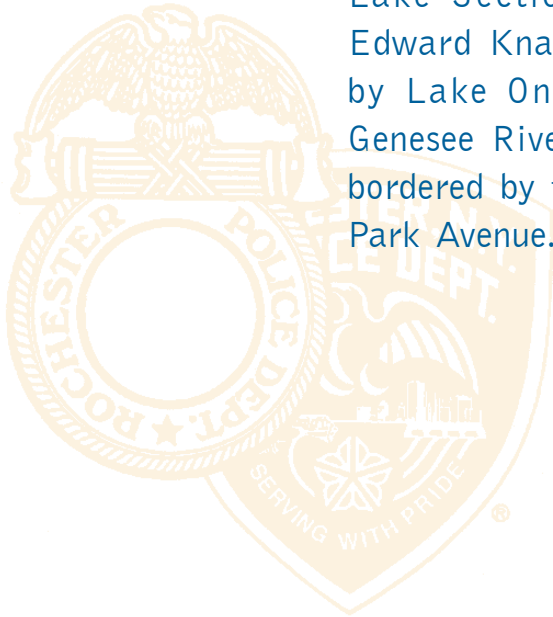 Edward Kna
by Lake On
Genesee Rive
bordered by
Park Avenue.
ROCHESTER
POLICE DEPT.
CE DEPT.
SERVING WITH PRIDE
®